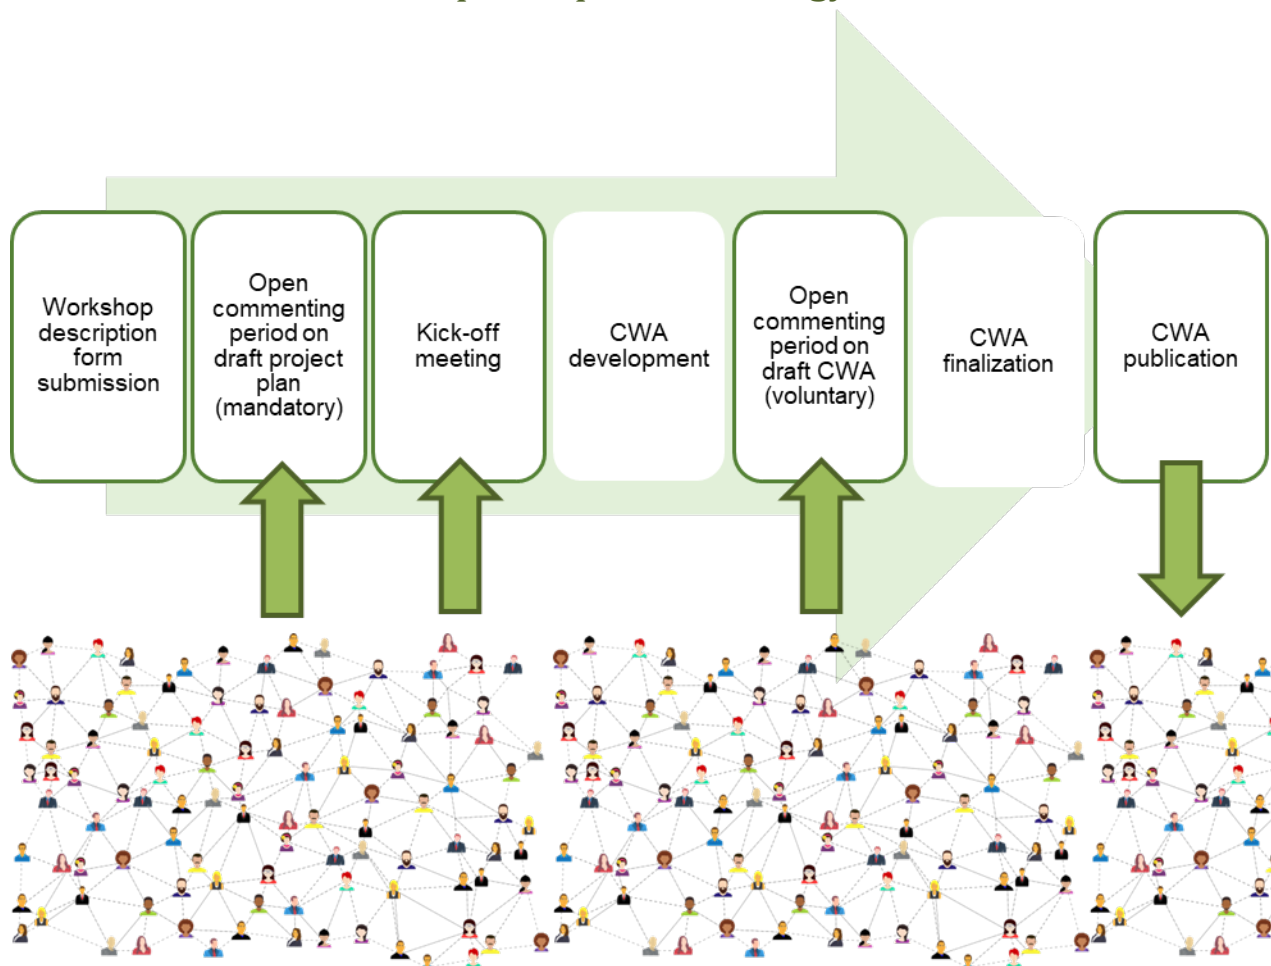 Workshop
description
form
submission
Open
commenting
period on
draft project
plan
(mandatory)
Kick-off
meeting
CWA
development
Open
commenting
period on
draft CWA
(voluntary)
CWA
finalization
CWA
publication